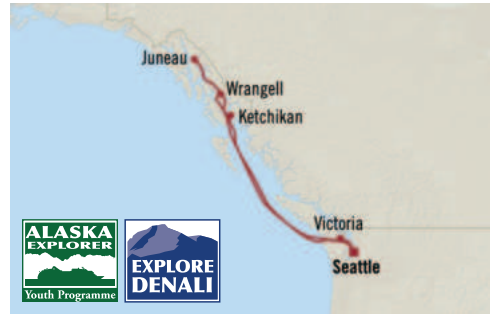 Juneau
Wrangell
Ketchikan
Victoria
Seattle
ALASKA
EXPLORER
Youth Programme
EXPLORE
DENALI